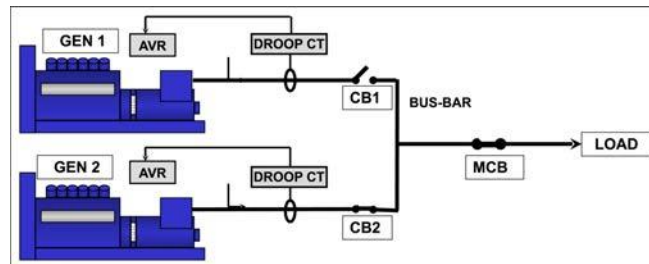 GEN 1
AVR
DROOP CT
CB1
BUS-BAR
MCB
LOAD
GEN 2
AVR
DROOP CT
CB2